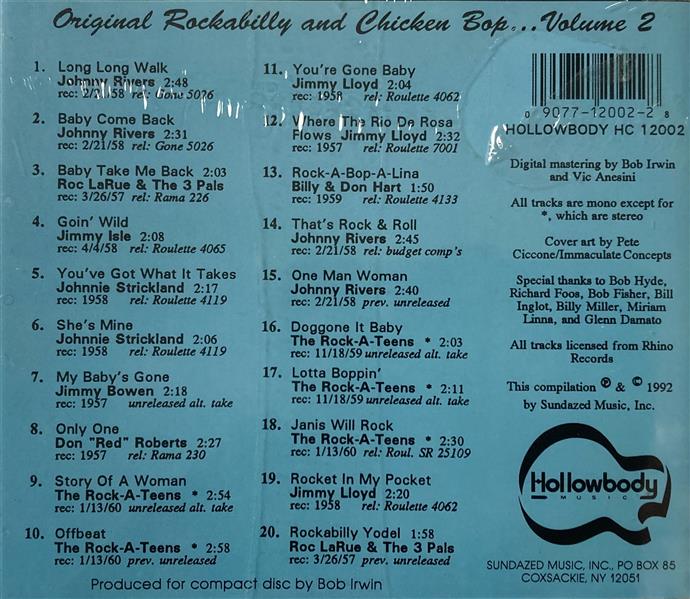 Original Rockabilly and Chicken Bop... Volume 2
1. Long Long Walk
Johnny Rivers 2:48
rec: 2/21/58 rel: Gone 5026
2. Baby Come Back
Johnny Rivers 2:31
rec: 2/21/58 rel: Gone 5026
3. Baby Take Me Back 2:03
Roc LaRue & The 3 Pals
rec: 3/26/57 rel: Rama 226
4. Goin' Wild
Jimmy Isle 2:08
rec: 4/4/58 rel: Roulette 4065
5. You've Got What It Takes
Johnnie Strickland 2:17
rec: 1958 rel: Roulette 4119
6. She's Mine
Johnnie Strickland 2:06
rec: 1958 rel: Roulette 4119
7. My Baby's Gone
Jimmy Bowen 2:18
rec: 1957 unreleased alt. take
8. Only One
Don "Red" Roberts 2:27
rec: 1957 rel: Rama 230
9. Story Of A Woman
The Rock-A-Teens * 2:54
rec: 1/13/60 unreleased alt. take
10. Offbeat
The Rock-A-Teens * 2:58
rec: 1/13/60 prev. unreleased
11. You're Gone Baby
Jimmy Lloyd 2:04
rec: 1958 rel: Roulette 4062
12. Where The Rio De Rosa
Flows Jimmy Lloyd 2:32
rec: 1957 rel: Roulette 7001
13. Rock-A-Bop-A-Lina
Billy & Don Hart 1:50
rec: 1959 rel: Roulette 4133
14. That's Rock & Roll
Johnny Rivers 2:45
rec: 2/21/58 rel: budget comp's
15. One Man Woman
Johnny Rivers 2:40
rec: 2/21/58 prev. unreleased
16. Doggone It Baby
The Rock-A-Teens * 2:03
rec: 11/18/59 unreleased alt. take
17. Lotta Boppin'
The Rock-A-Teens * 2:11
rec: 11/18/59 unreleased alt. take
18. Janis Will Rock
The Rock-A-Teens * 2:30
rec: 1/13/60 rel: Roul. SR 25109
19. Rocket In My Pocket
Jimmy Lloyd 2:20
rec: 1958 rel: Roulette 4062
20. Rockabilly Yodel 1:58
Roc LaRue & The 3 Pals
rec: 3/26/57 prev. unreleased
Produced for compact disc by Bob Irwin
0 9077-12002-2 8
HOLLOWBODY HC 12002
Digital mastering by Bob Irwin
and Vic Anesini
All tracks are mono except for
*, which are stereo
Cover art by Pete
Ciccone/Immaculate Concepts
Special thanks to Bob Hyde,
Richard Foos, Bob Fisher, Bill
Inglot, Billy Miller, Miriam
Linna, and Glenn Damato
All tracks licensed from Rhino
Records
This compilation ℗ & © 1992
by Sundazed Music, Inc.
Hollowbody
MUSIC
SUNDAZED MUSIC, INC., PO BOX 85
COXSACKIE, NY 12051